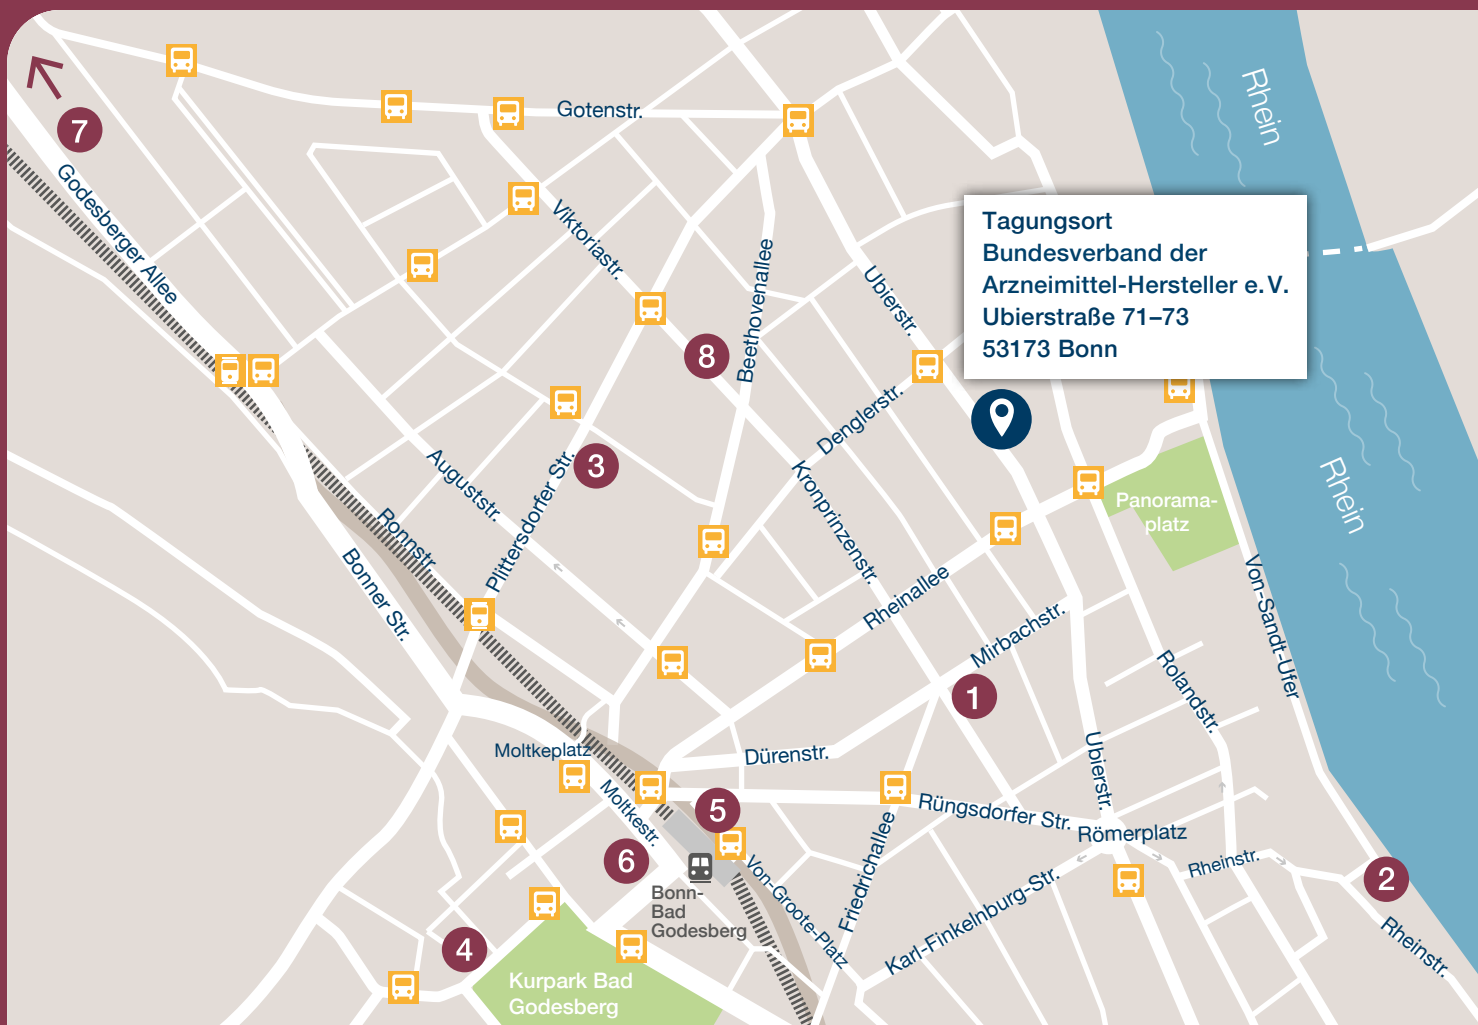 Gotenstr.
Rhein
7
Godesberger Allee
Viktoriastr.
Tagungsort
Bundesverband der
Arzneimittel-Hersteller e.V.
Ubierstraße 71–73
53173 Bonn
Ubierstr.
Beethovenallee
8
Denglerstr.
3
Auguststr.
Plittersdorfer Str.
Kronprinzenstr.
Rhein
Panorama-
platz
Ronnstr.
Bonner Str.
Rheinallee
Mirbachstr.
Von-Sandt-Ufer
Rolandstr.
1
Moltkeplatz
Dürenstr.
Ubierstr.
Moltkestr.
5
Rüngsdorfer Str.
Römerplatz
6
Bonn-
Bad
Godesberg
Von-Groote-Platz
Friedrichallee
Karl-Finkelnburg-Str.
Rheinstr.
2
Rheinstr.
4
Kurpark Bad
Godesberg